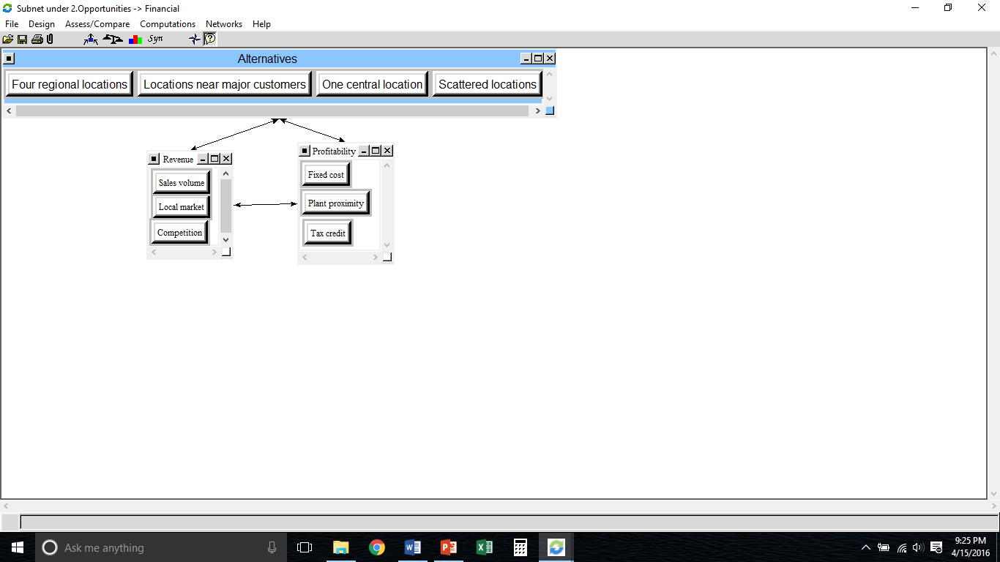 Subnet under 2.Opportunities -> Financial
File Design Assess/Compare Computations Networks Help
Syn
Alternatives
Four regional locations Locations near major customers One central location Scattered locations
Revenue
Sales volume
Local market
Competition
Profitability
Fixed cost
Plant proximity
Tax credit
Ask me anything
9:25 PM
4/15/2016